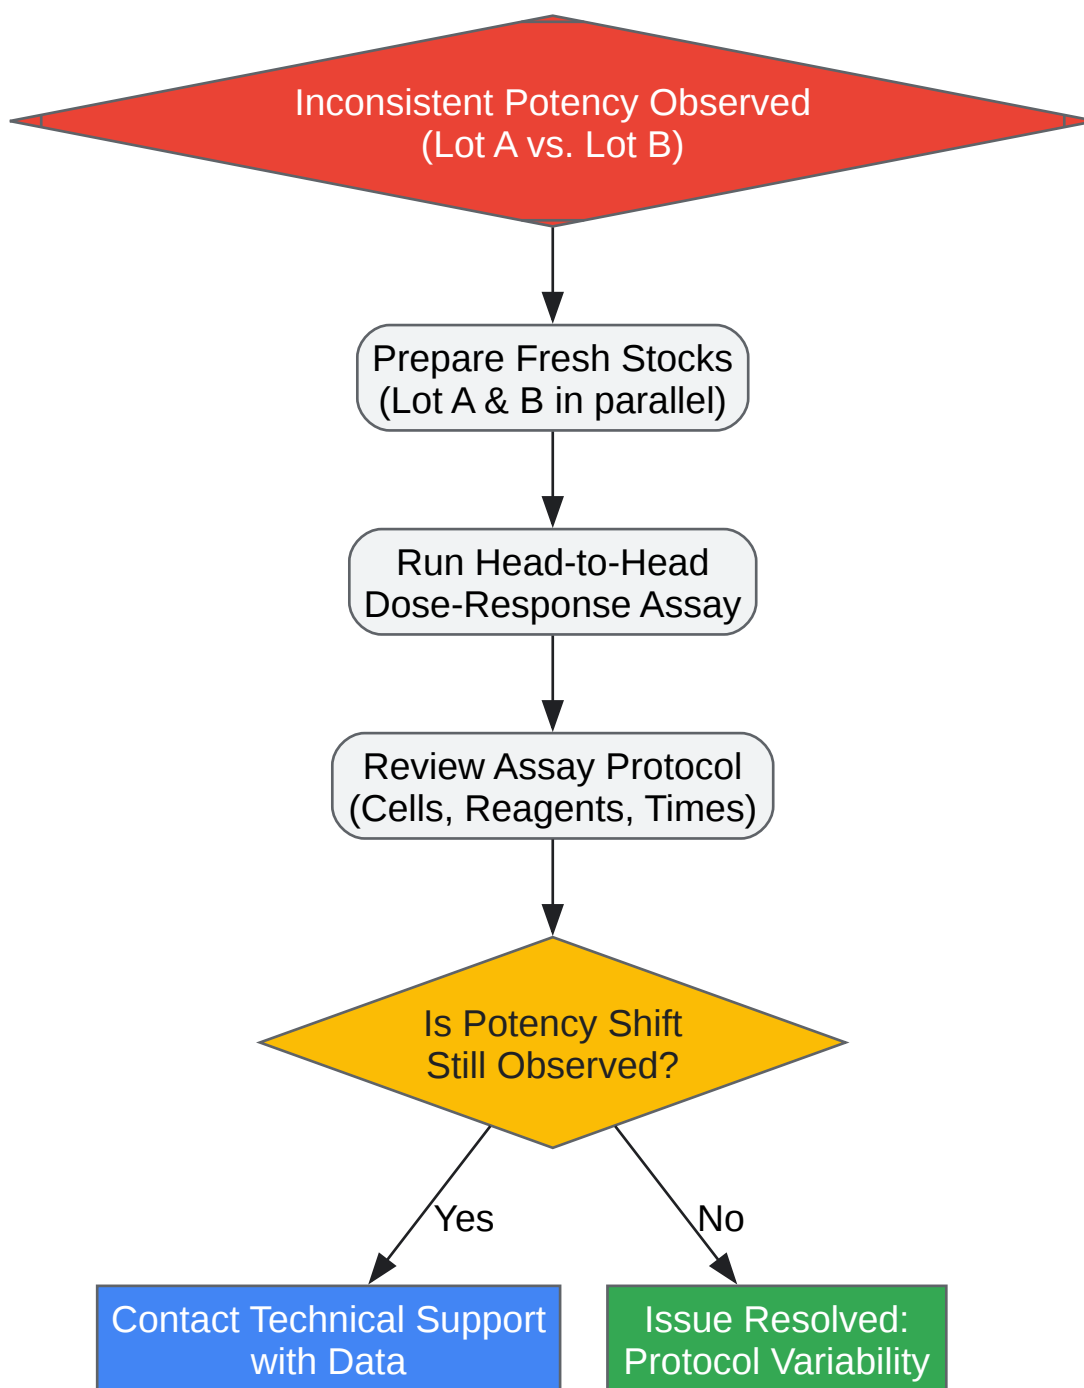 Inconsistent Potency Observed
(Lot A vs. Lot B)
Prepare Fresh Stocks
(Lot A & B in parallel)
Run Head-to-Head
Dose-Response Assay
Review Assay Protocol
(Cells, Reagents, Times)
Is Potency Shift
Still Observed?
Yes
No
Contact Technical Support
with Data
Issue Resolved:
Protocol Variability